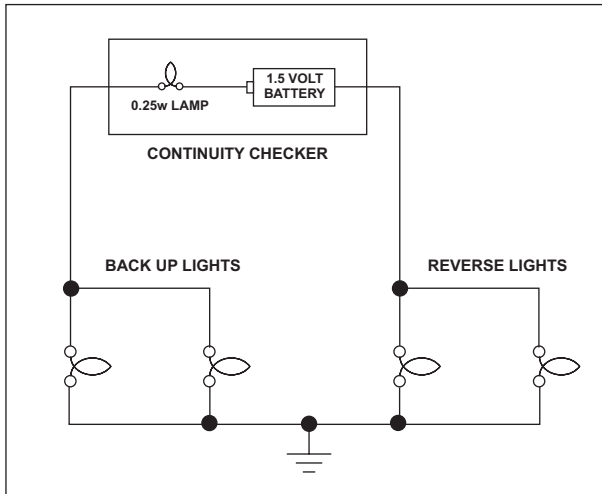 1.5 VOLT
BATTERY
0.25w LAMP
CONTINUITY CHECKER
BACK UP LIGHTS
REVERSE LIGHTS